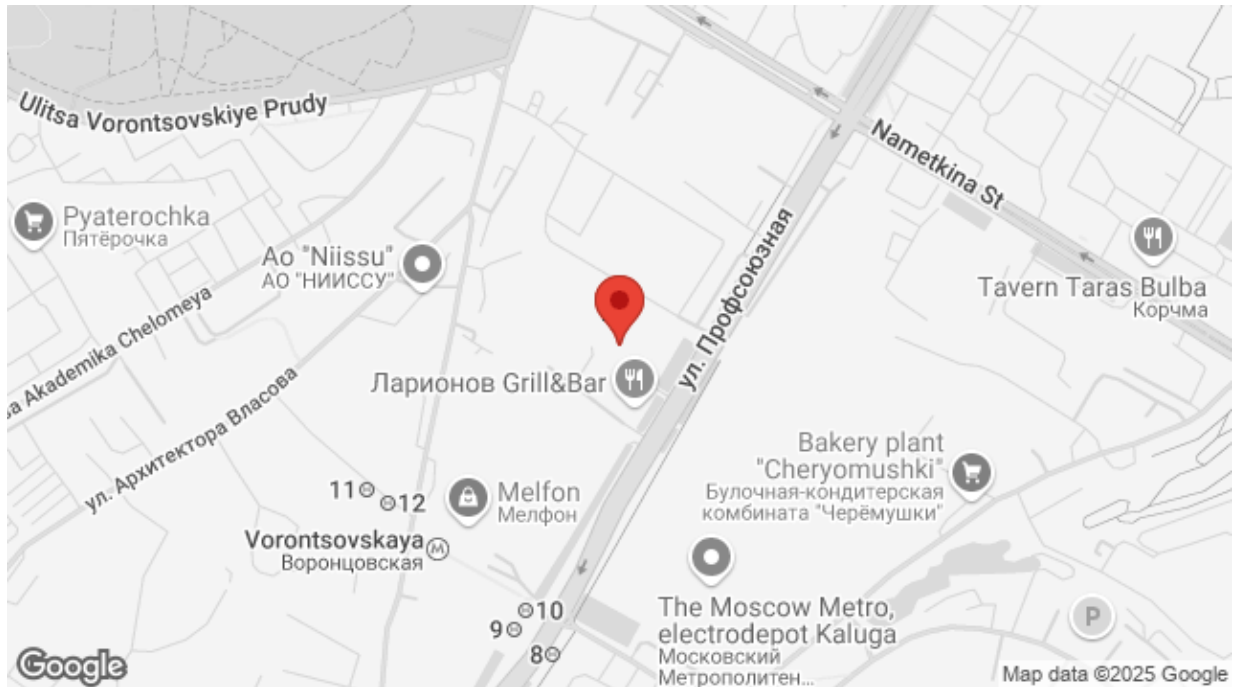 Ulitsa Vorontsovskiye Prudy
Nametkina St
Pyaterochka
Пятёрочка
Ao "Niissu"
АО "НИИССУ"
ул. Профсоюзная
Tavern Taras Bulba
Корчма
a Akademika Chelomeya
Ларионов Grill&Bar
ул. Архитектора Власова
Bakery plant
"Cheryomushki"
Булочная-кондитерская
комбината "Черёмушки"
11
12
Melfon
Мелфон
Vorontsovskaya
Воронцовская
M
10
9
8
The Moscow Metro,
electrodepot Kaluga
Московский
Метрополитен...
P
Google
Map data ©2025 Google